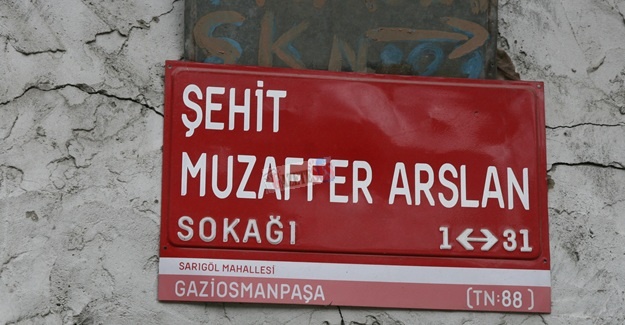 ŞEHİT
MUZAFFER ARSLAN
SOKAĞI 1↔31
SARIGÖL MAHALLESİ
GAZİOSMANPAŞA (TN:88)